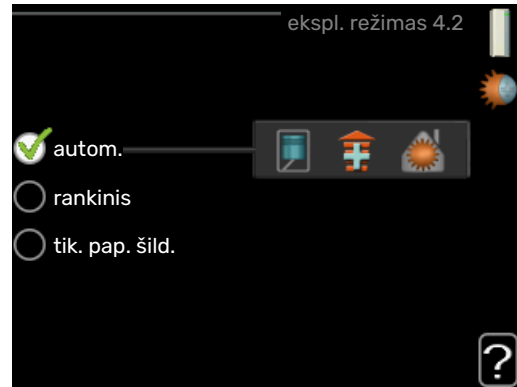 ekspl. režimas 4.2
autom.
rankinis
tik. pap. šild.
?